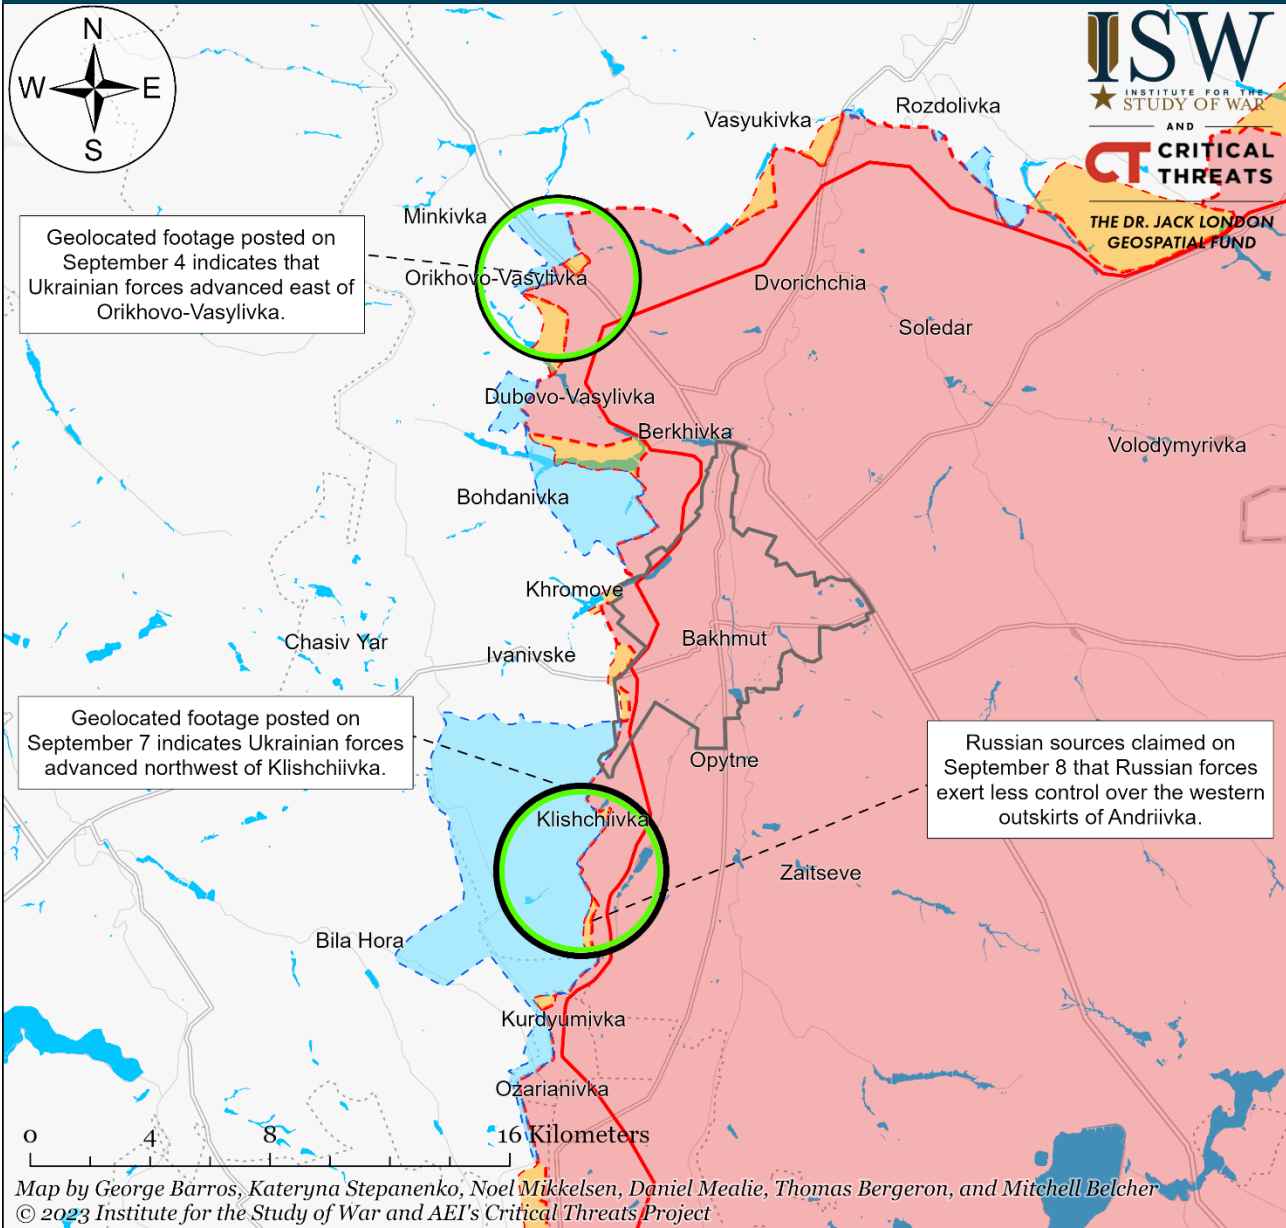 N
W E
S
ISW
INSTITUTE FOR THE
STUDY OF WAR
AND
CT CRITICAL
THREATS
THE DR. JACK LONDON
GEOSPATIAL FUND
Rozdolivka
Vasyukivka
Minkivka
Geolocated footage posted on
September 4 indicates that
Ukrainian forces advanced east of
Orikhovo-Vasylivka.
Orikhovo-Vasylivka
Dvorichchia
Soledar
Dubovo-Vasylivka
Berkhivka
Volodymyrivka
Bohdanivka
Khromove
Chasiv Yar
Ivanivske
Bakhmut
Geolocated footage posted on
September 7 indicates Ukrainian forces
advanced northwest of Klishchiivka.
Opytne
Russian sources claimed on
September 8 that Russian forces
exert less control over the western
outskirts of Andriivka.
Klishchiivka
Zaitseve
Bila Hora
Kurdyumivka
Ozarianivka
0 4 8 16 Kilometers
Map by George Barros, Kateryna Stepanenko, Noel Mikkelsen, Daniel Mealie, Thomas Bergeron, and Mitchell Belcher
© 2023 Institute for the Study of War and AEI's Critical Threats Project